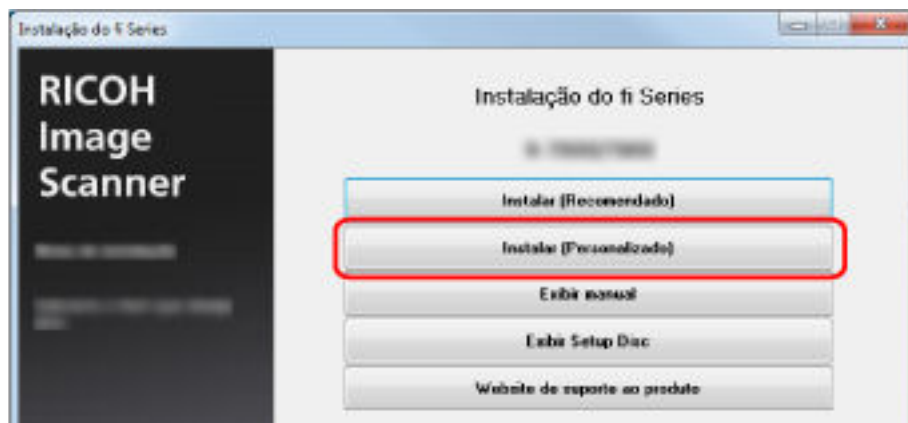 Instalação do fi Series
RICOH
Image
Scanner
Instalação do fi Series
Instalar (Recomendado)
Instalar (Personalizado)
Exibir manual
Exibir Setup Disc
Website de suporte ao produto